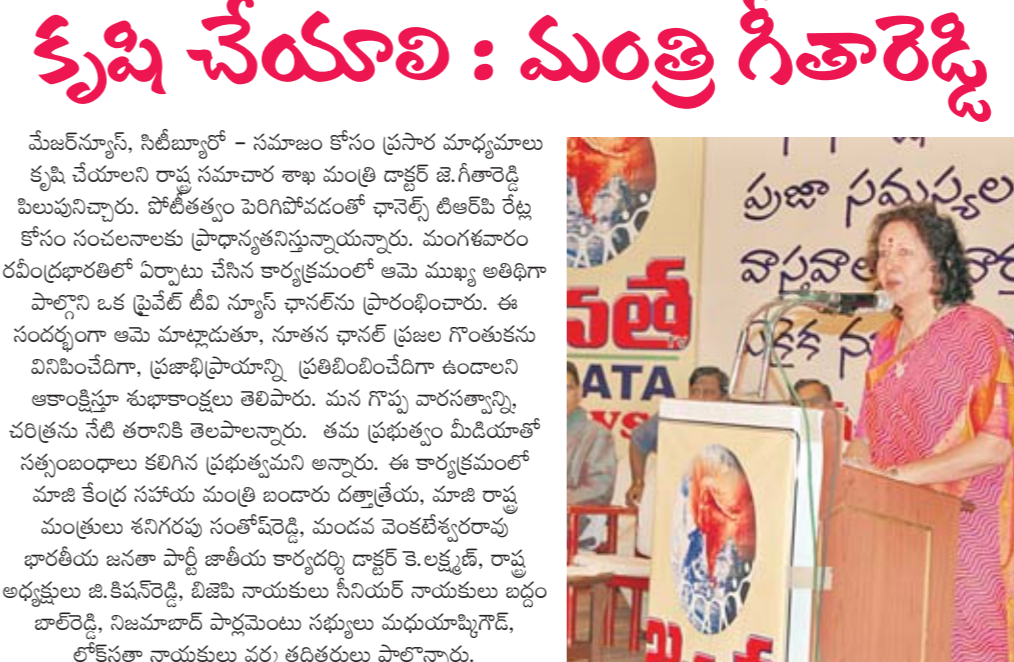 కృషి చేయాలి : మంత్రి గీతారెడ్డి
మేజర్‌న్యూస్, సిటీబ్యూరో – సమాజం కోసం ప్రసార మాధ్యమాలు
కృషి చేయాలని రాష్ట్ర సమాచార శాఖ మంత్రి డాక్టర్ జె.గీతారెడ్డి
పిలుపునిచ్చారు. పోటీతత్వం పెరిగిపోవడంతో ఛానెల్స్ టిఆర్‌పి రేట్ల
కోసం సంచలనాలకు ప్రాధాన్యతనిస్తున్నాయన్నారు. మంగళవారం
రవీంద్రభారతిలో ఏర్పాటు చేసిన కార్యక్రమంలో ఆమె ముఖ్య అతిథిగా
పాల్గొని ఒక ప్రైవేట్ టీవి న్యూస్ ఛానల్‌ను ప్రారంభించారు. ఈ
సందర్భంగా ఆమె మాట్లాడుతూ, నూతన ఛానల్ ప్రజల గొంతుకను
వినిపించేదిగా, ప్రజాభిప్రాయాన్ని ప్రతిబింబించేదిగా ఉండాలని
ఆకాంక్షిస్తూ శుభాకాంక్షలు తెలిపారు. మన గొప్ప వారసత్వాన్ని,
చరిత్రను నేటి తరానికి తెలపాలన్నారు. తమ ప్రభుత్వం మీడియాతో
సత్సంబంధాలు కలిగిన ప్రభుత్వమని అన్నారు. ఈ కార్యక్రమంలో
మాజి కేంద్ర సహాయ మంత్రి బండారు దత్తాత్రేయ, మాజి రాష్ట్ర
మంత్రులు శనిగరపు సంతోష్‌రెడ్డి, మండవ వెంకటేశ్వరరావు
భారతీయ జనతా పార్టీ జాతీయ కార్యదర్శి డాక్టర్ కె.లక్ష్మణ్, రాష్ట్ర
అధ్యక్షులు జి.కిషన్‌రెడ్డి, బిజెపి నాయకులు సీనియర్ నాయకులు బద్దం
బాల్‌రెడ్డి, నిజమాబాద్ పార్లమెంటు సభ్యులు మధుయాష్కిగౌడ్,
లోక్‌సత్తా నాయకులు వర్మ తదితరులు పాల్గొన్నారు.
ప్రజా సమస్యల